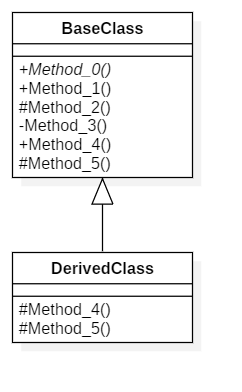 BaseClass
+Method_0()
+Method_1()
#Method_2()
-Method_3()
+Method_4()
#Method_5()
DerivedClass
#Method_4()
#Method_5()